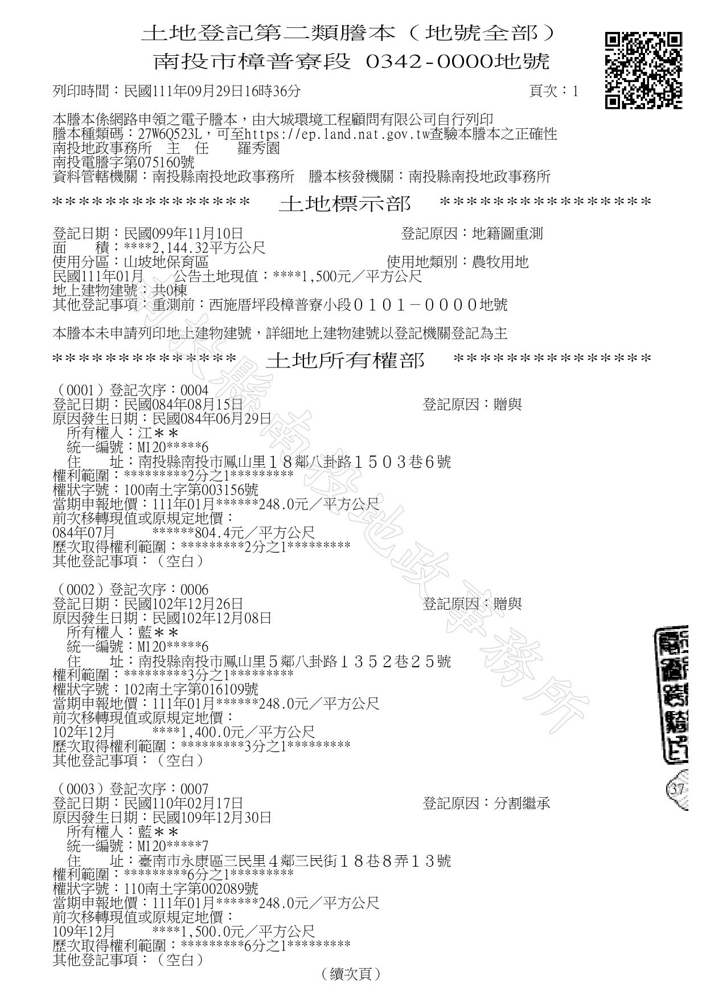 土地登記第二類謄本（地號全部）
南投市樟普寮段 0342-0000地號
列印時間：民國111年09月29日16時36分 頁次：1
本謄本係網路申領之電子謄本，由大城環境工程顧問有限公司自行列印
謄本種類碼：27W6Q523L，可至https://ep.land.nat.gov.tw查驗本謄本之正確性
南投地政事務所 主 任 羅秀園
南投電謄字第075160號
資料管轄機關：南投縣南投地政事務所 謄本核發機關：南投縣南投地政事務所
*************** 土地標示部 ****************
登記日期：民國099年11月10日 登記原因：地籍圖重測
面 積：****2,144.32平方公尺
使用分區：山坡地保育區 使用地類別：農牧用地
民國111年01月 公告土地現值：****1,500元／平方公尺
地上建物建號：共0棟
其他登記事項：重測前：西施厝坪段樟普寮小段０１０１－００００地號
本謄本未申請列印地上建物建號，詳細地上建物建號以登記機關登記為主
************** 土地所有權部 ***************
（0001）登記次序：0004
登記日期：民國084年08月15日 登記原因：贈與
原因發生日期：民國084年06月29日
所有權人：江＊＊
統一編號：M120*****6
住 址：南投縣南投市鳳山里１８鄰八卦路１５０３巷６號
權利範圍：*********2分之1*********
權狀字號：100南土字第003156號
當期申報地價：111年01月******248.0元／平方公尺
前次移轉現值或原規定地價：
084年07月 ******804.4元／平方公尺
歷次取得權利範圍：*********2分之1*********
其他登記事項：（空白）
（0002）登記次序：0006
登記日期：民國102年12月26日 登記原因：贈與
原因發生日期：民國102年12月08日
所有權人：藍＊＊
統一編號：M120*****6
住 址：南投縣南投市鳳山里５鄰八卦路１３５２巷２５號
權利範圍：*********3分之1*********
權狀字號：102南土字第016109號
當期申報地價：111年01月******248.0元／平方公尺
前次移轉現值或原規定地價：
102年12月 ****1,400.0元／平方公尺
歷次取得權利範圍：*********3分之1*********
其他登記事項：（空白）
（0003）登記次序：0007
登記日期：民國110年02月17日 登記原因：分割繼承
原因發生日期：民國109年12月30日
所有權人：藍＊＊
統一編號：M120*****7
住 址：臺南市永康區三民里４鄰三民街１８巷８弄１３號
權利範圍：*********6分之1*********
權狀字號：110南土字第002089號
當期申報地價：111年01月******248.0元／平方公尺
前次移轉現值或原規定地價：
109年12月 ****1,500.0元／平方公尺
歷次取得權利範圍：*********6分之1*********
其他登記事項：（空白）
（續次頁）
南投縣南投地政事務所
37